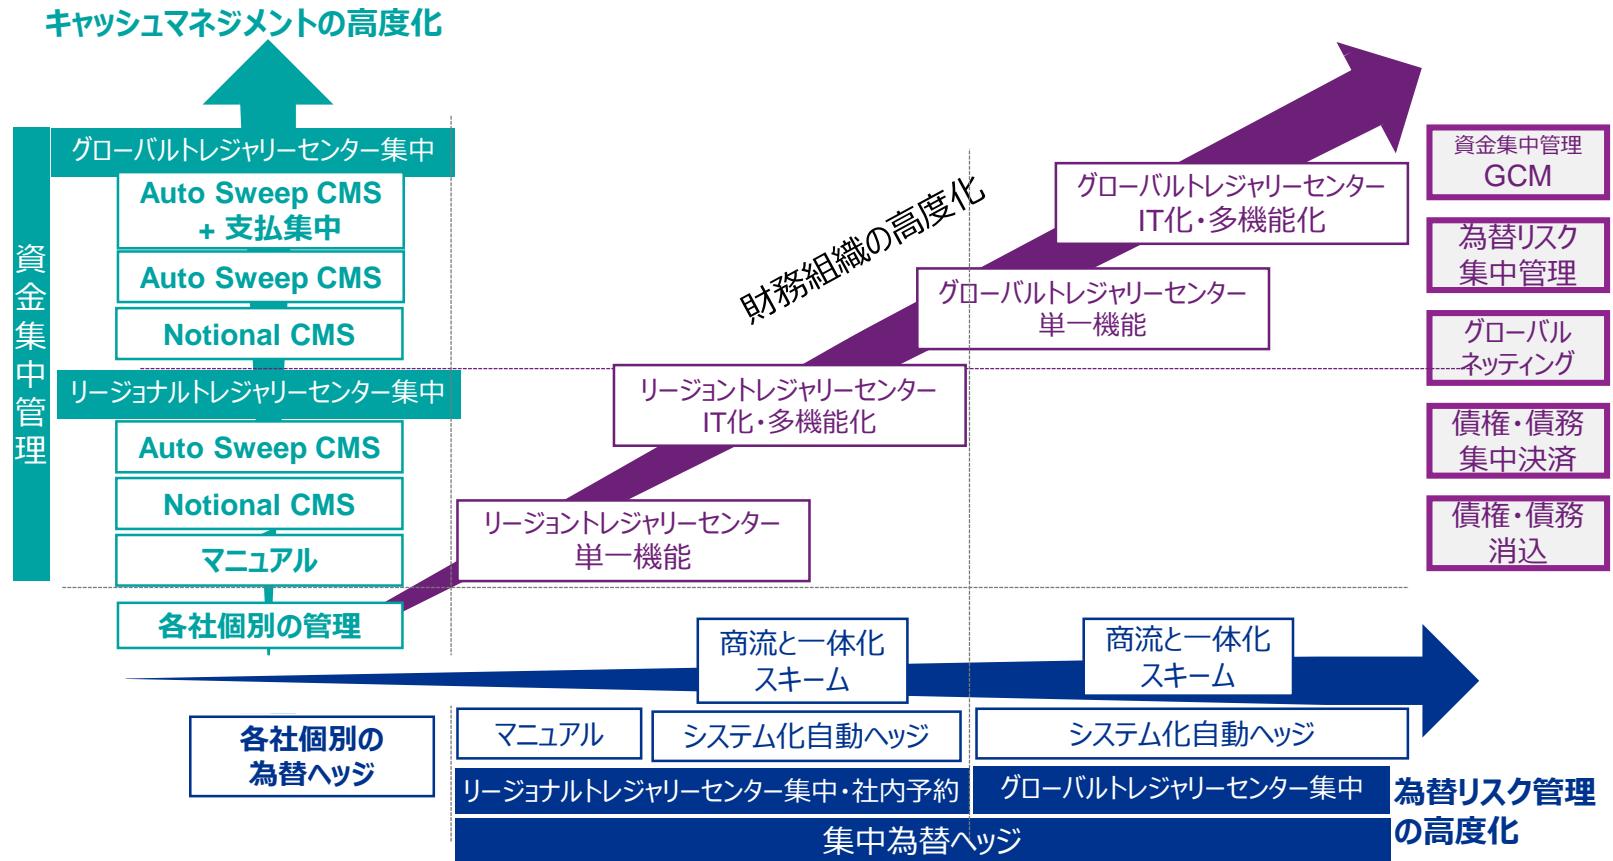 キャッシュマネジメントの高度化
資金集中管理
グローバルトレジャリーセンター集中
Auto Sweep CMS
+ 支払集中
Auto Sweep CMS
Notional CMS
リージョナルトレジャリーセンター集中
Auto Sweep CMS
Notional CMS
マニュアル
各社個別の管理
財務組織の高度化
グローバルトレジャリーセンター
IT化・多機能化
グローバルトレジャリーセンター
単一機能
リージョントレジャリーセンター
IT化・多機能化
リージョントレジャリーセンター
単一機能
資金集中管理
GCM
為替リスク
集中管理
グローバル
ネッティング
債権・債務
集中決済
債権・債務
消込
商流と一体化
スキーム
商流と一体化
スキーム
各社個別の
為替ヘッジ
マニュアル
システム化自動ヘッジ
システム化自動ヘッジ
リージョナルトレジャリーセンター集中・社内予約
グローバルトレジャリーセンター集中
集中為替ヘッジ
為替リスク管理
の高度化